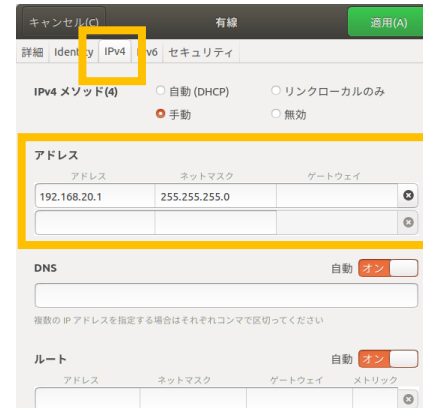 キャンセル(C) 有線 適用(A)
詳細 Identity IPv4 IPv6 セキュリティ
IPv4 メソッド(4) 自動 (DHCP) リンクローカルのみ
手動 無効
アドレス
アドレス ネットマスク ゲートウェイ
192.168.20.1 255.255.255.0
DNS 自動 オン
複数の IP アドレスを指定する場合はそれぞれコンマで区切ってください
ルート 自動 オン
アドレス ネットマスク ゲートウェイ メトリック